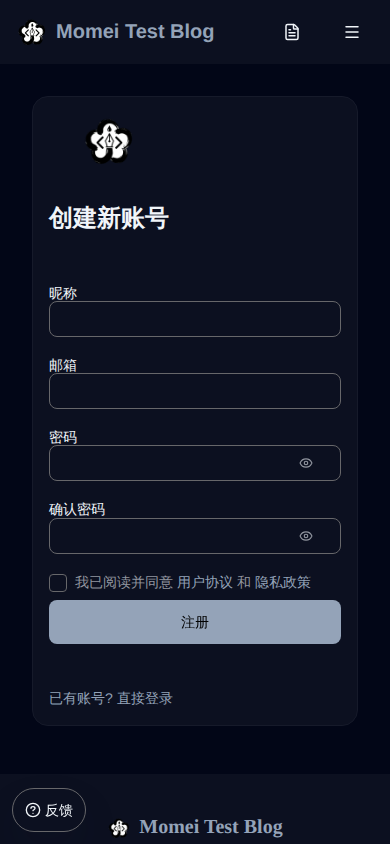 Momei Test Blog
创建新账号
昵称
邮箱
密码
确认密码
我已阅读并同意 用户协议 和 隐私政策
注册
已有账号? 直接登录
反馈
Momei Test Blog